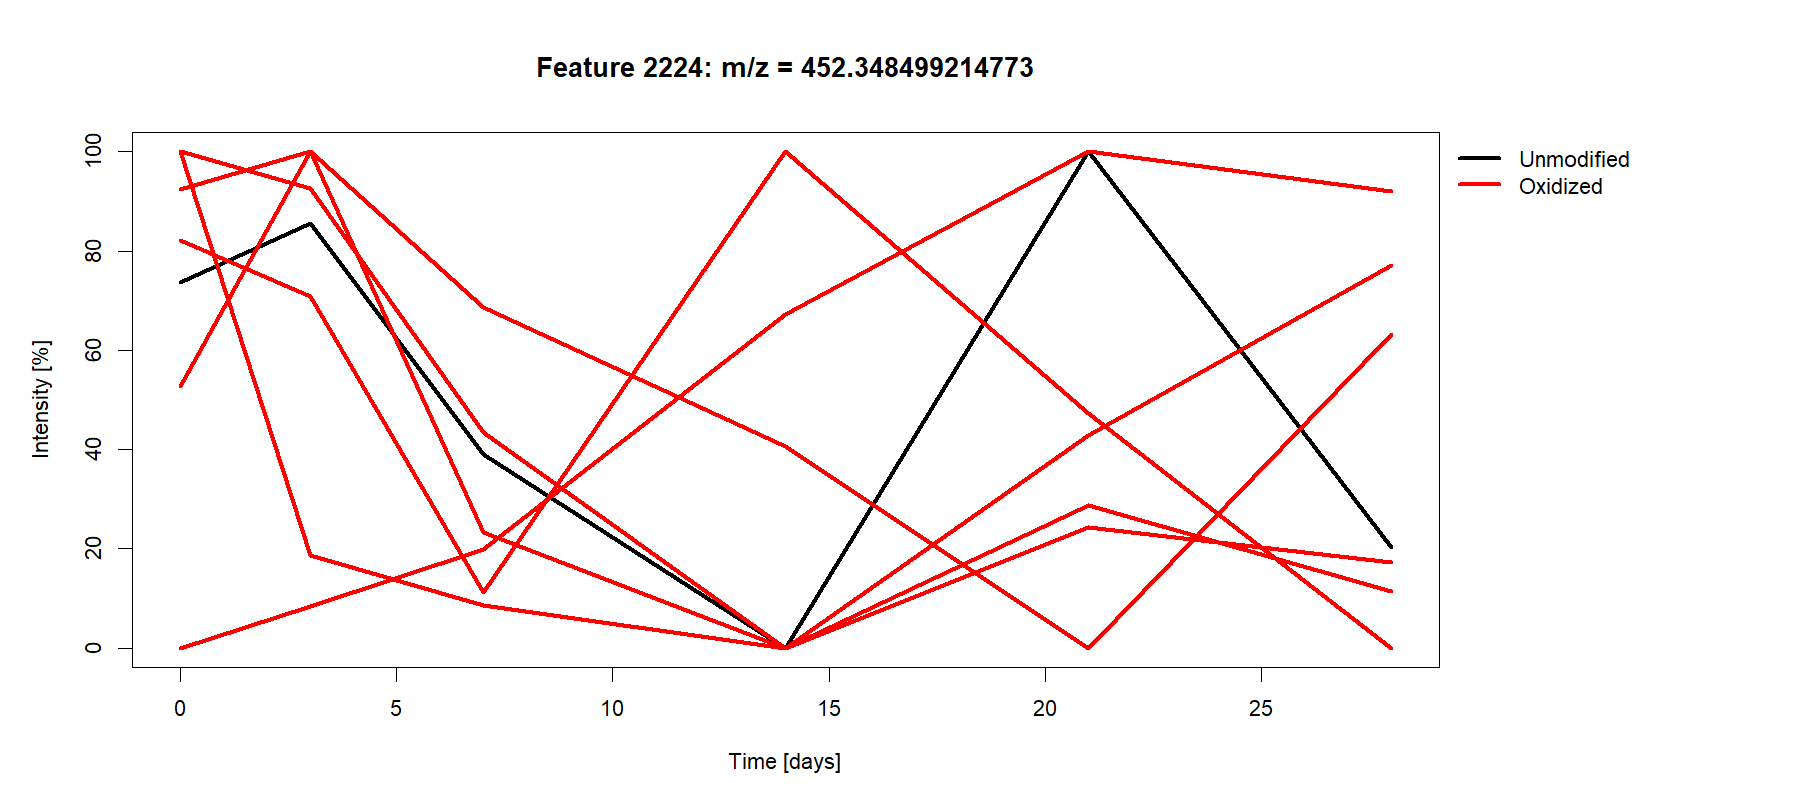 Feature 2224: m/z = 452.348499214773
Unmodified
Oxidized
Intensity [%]
100
80
60
40
20
0
0 5 10 15 20 25
Time [days]